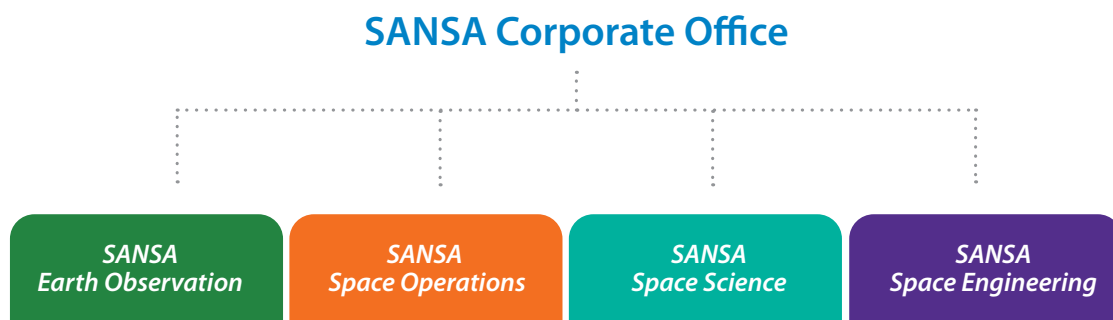 SANSA Corporate Office
SANSA
Earth Observation
SANSA
Space Operations
SANSA
Space Science
SANSA
Space Engineering